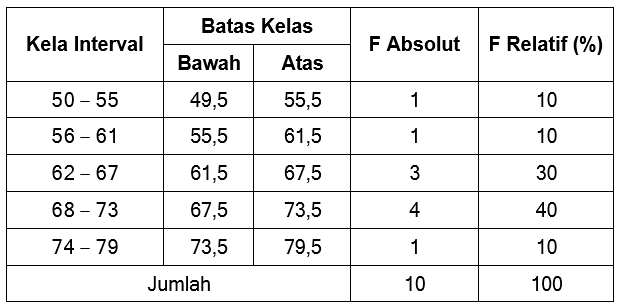 Kela Interval Batas Kelas F Absolut F Relatif (%)
Bawah Atas
50 – 55 49,5 55,5 1 10
56 – 61 55,5 61,5 1 10
62 – 67 61,5 67,5 3 30
68 – 73 67,5 73,5 4 40
74 – 79 73,5 79,5 1 10
Jumlah 10 100